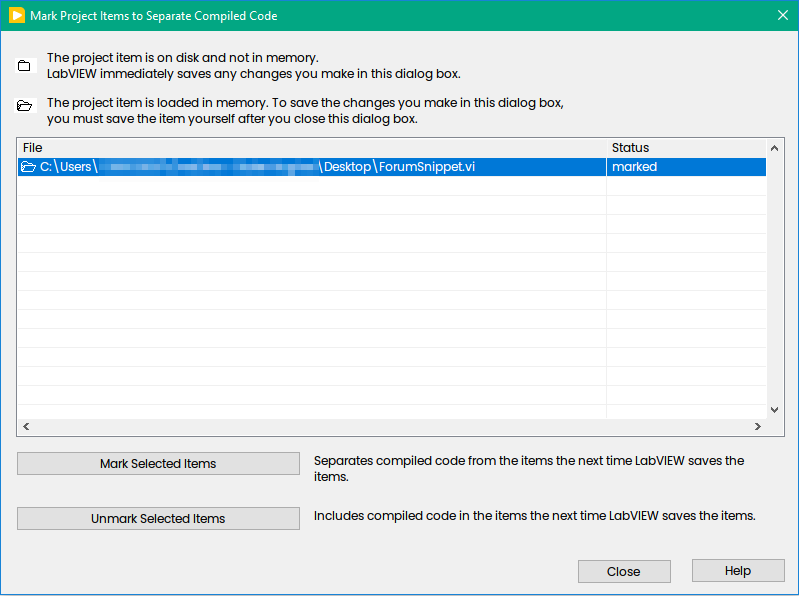 Mark Project Items to Separate Compiled Code
The project item is on disk and not in memory.
LabVIEW immediately saves any changes you make in this dialog box.
The project item is loaded in memory. To save the changes you make in this dialog box,
you must save the item yourself after you close this dialog box.
File Status
C:\Users\ \Desktop\ForumSnippet.vi marked
Mark Selected Items
Separates compiled code from the items the next time LabVIEW saves the
items.
Unmark Selected Items
Includes compiled code in the items the next time LabVIEW saves the items.
Close Help